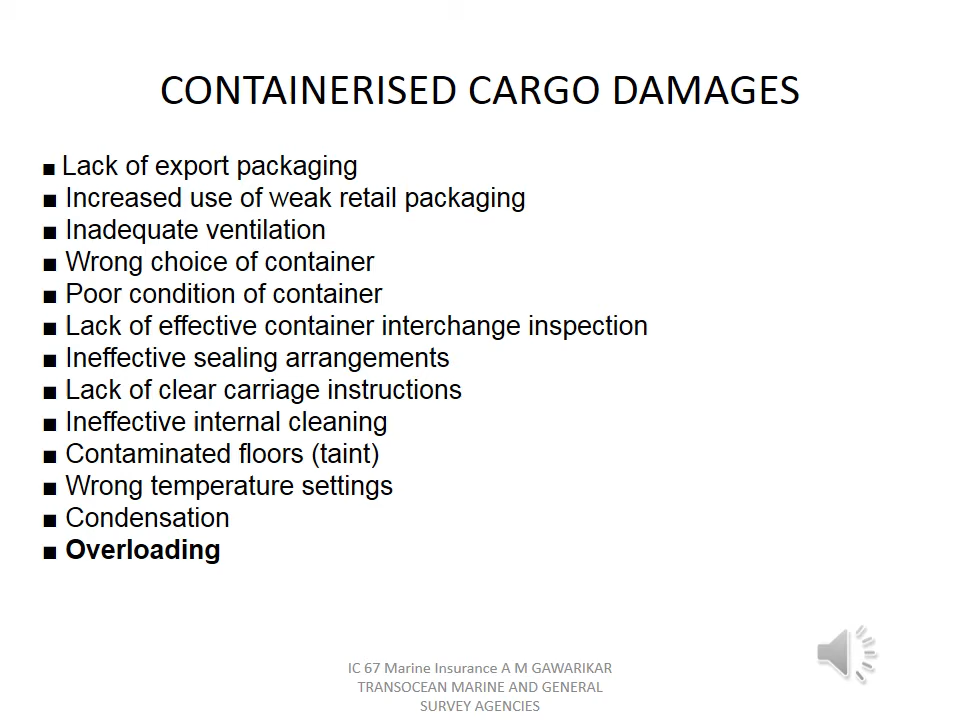 CONTAINERISED CARGO DAMAGES
■ Lack of export packaging
■ Increased use of weak retail packaging
■ Inadequate ventilation
■ Wrong choice of container
■ Poor condition of container
■ Lack of effective container interchange inspection
■ Ineffective sealing arrangements
■ Lack of clear carriage instructions
■ Ineffective internal cleaning
■ Contaminated floors (taint)
■ Wrong temperature settings
■ Condensation
■ Overloading
IC 67 Marine Insurance A M GAWARIKAR
TRANSOCEAN MARINE AND GENERAL
SURVEY AGENCIES